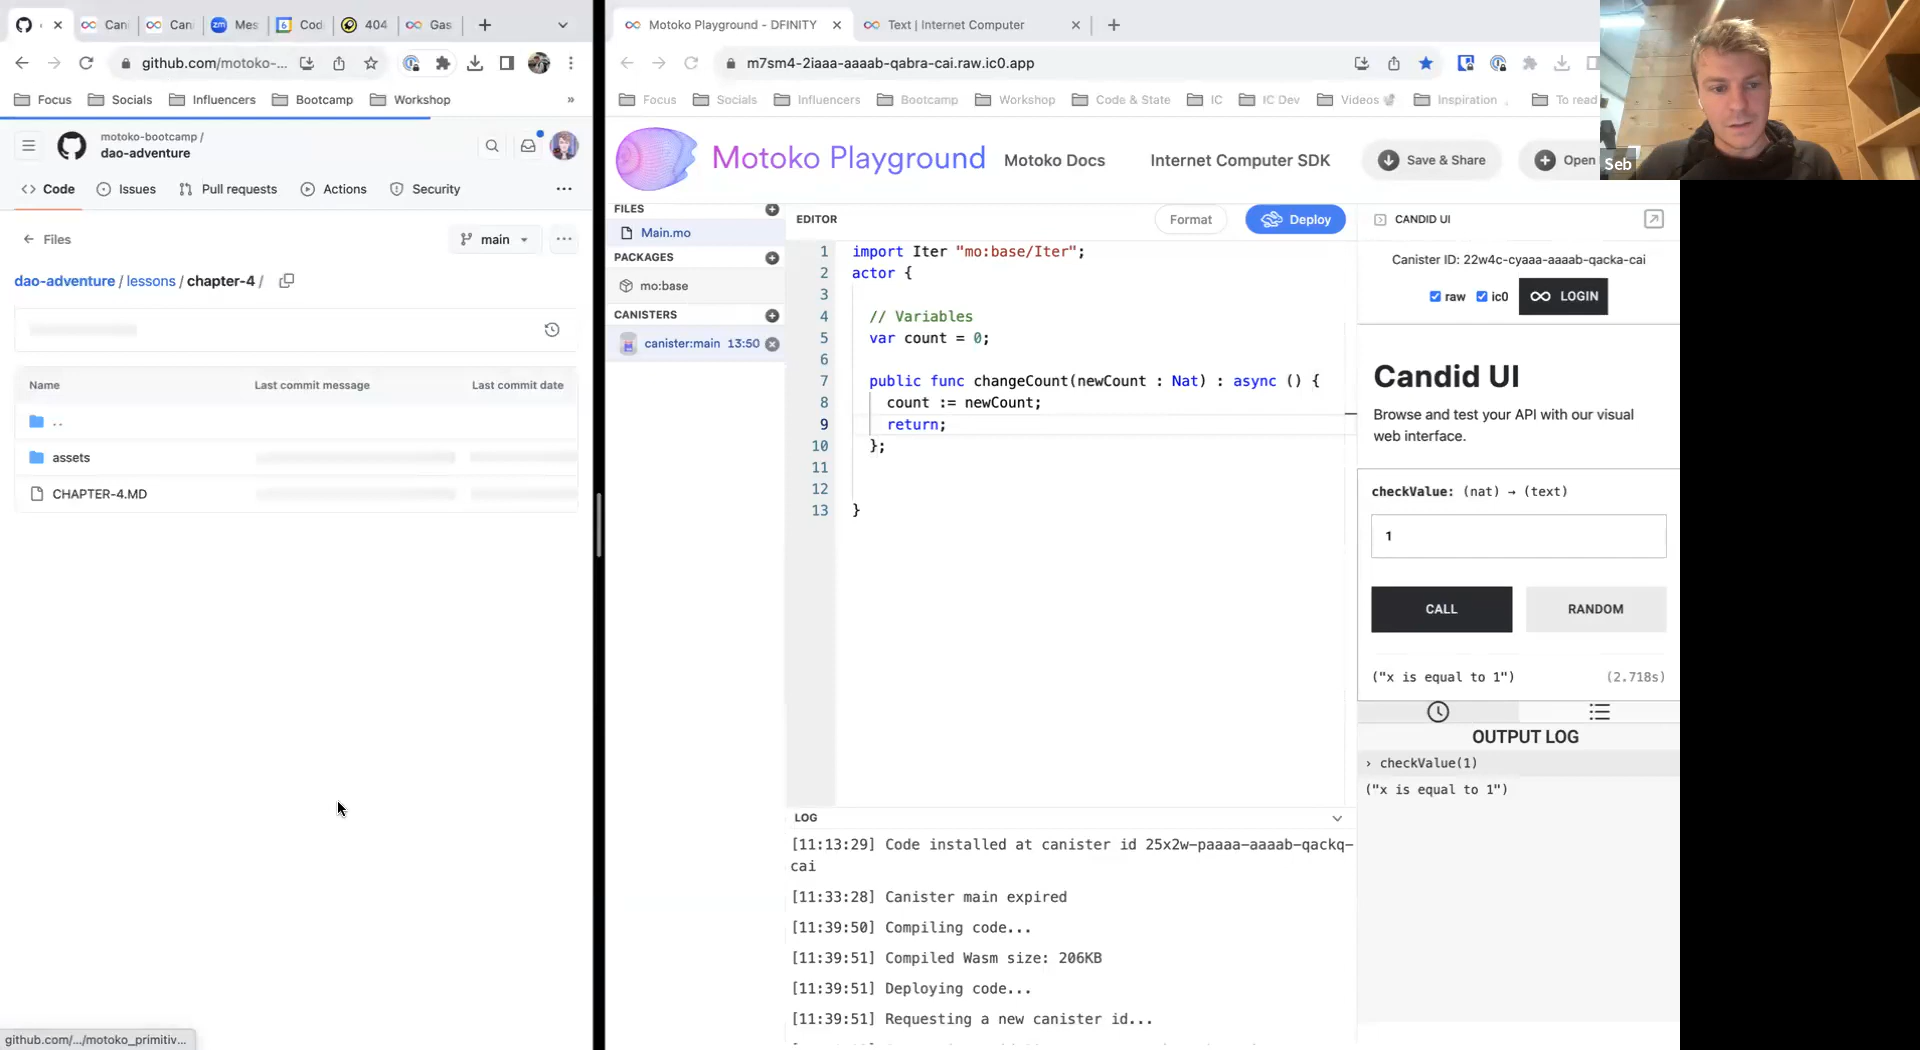 Can
Can
Mes
Cod
404
Gas
github.com/motoko-...
Focus
Socials
Influencers
Bootcamp
Workshop
»
motoko-bootcamp /
dao-adventure
Code
Issues
Pull requests
Actions
Security
Files
main
dao-adventure / lessons / chapter-4 /
Name
Last commit message
Last commit date
..
assets
CHAPTER-4.MD
github.com/.../motoko_primitiv...
Motoko Playground - DFINITY
Text | Internet Computer
m7sm4-2iaaa-aaaab-qabra-cai.raw.ic0.app
Focus
Socials
Influencers
Bootcamp
Workshop
Code & State
IC
IC Dev
Videos
Inspiration
To read
Motoko Playground
Motoko Docs
Internet Computer SDK
Save & Share
Open
Seb
FILES
Main.mo
PACKAGES
mo:base
CANISTERS
canister:main 13:50
EDITOR
Format
Deploy
1 import Iter "mo:base/Iter";
2 actor {
3
4 // Variables
5 var count = 0;
6
7 public func changeCount(newCount : Nat) : async () {
8 count := newCount;
9 return;
10 };
11
12
13 }
LOG
[11:13:29] Code installed at canister id 25x2w-paaaa-aaaab-qackq-
cai
[11:33:28] Canister main expired
[11:39:50] Compiling code...
[11:39:51] Compiled Wasm size: 206KB
[11:39:51] Deploying code...
[11:39:51] Requesting a new canister id...
CANDID UI
Canister ID: 22w4c-cyaaa-aaaab-qacka-cai
raw
ic0
LOGIN
Candid UI
Browse and test your API with our visual
web interface.
checkValue: (nat) → (text)
1
CALL
RANDOM
("x is equal to 1")
(2.718s)
OUTPUT LOG
› checkValue(1)
("x is equal to 1")